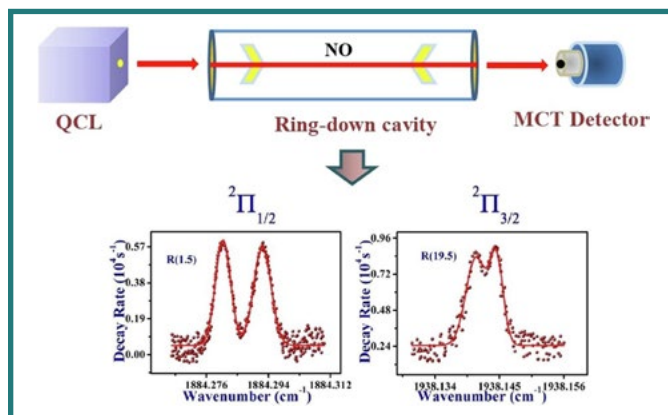 NO
QCL
Ring-down cavity
MCT Detector
²Π₁/₂
²Π₃/₂
R(1.5)
Decay Rate (10⁴s⁻¹)
0.57
0.38
0.19
0.00
1884.276 1884.294 1884.312
Wavenumber (cm⁻¹)
R(19.5)
Decay Rate (10⁴s⁻¹)
0.96
0.72
0.48
0.24
1938.134 1938.145 1938.156
Wavenumber (cm⁻¹)